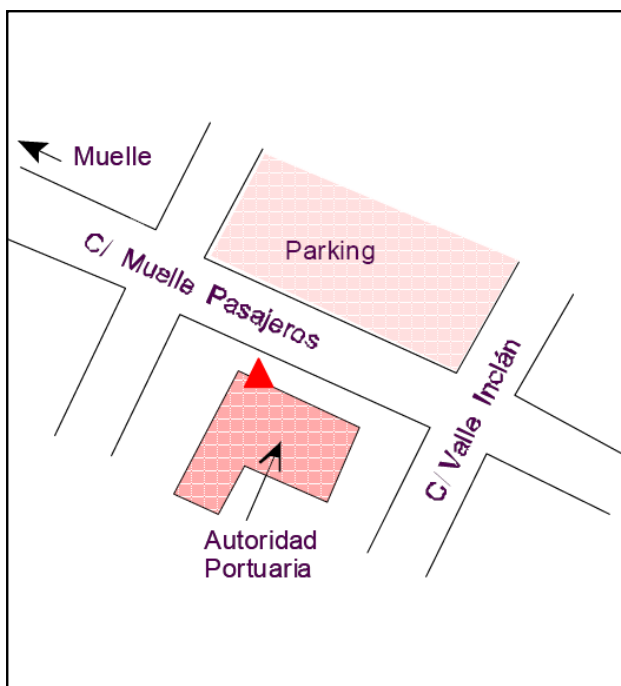 Muelle
C/ Muelle Pasajeros
Parking
C/ Valle Inclán
Autoridad
Portuaria